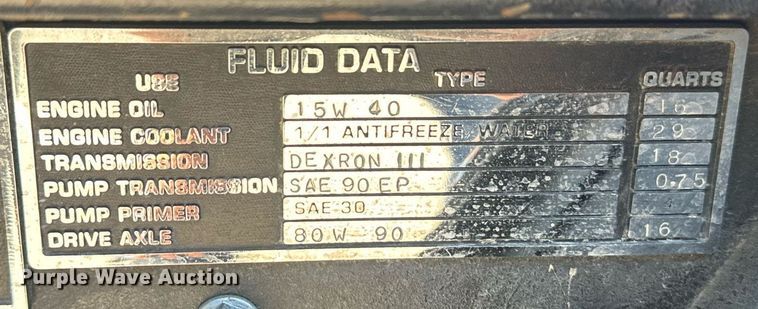 FLUID DATA
USE TYPE QUARTS
ENGINE OIL 15W 40 16
ENGINE COOLANT 1/1 ANTIFREEZE/WATER 29
TRANSMISSION DEXRON III 18
PUMP TRANSMISSION SAE 90 EP 0.75
PUMP PRIMER SAE-30
DRIVE AXLE 80W-90 16
Purple Wave Auction